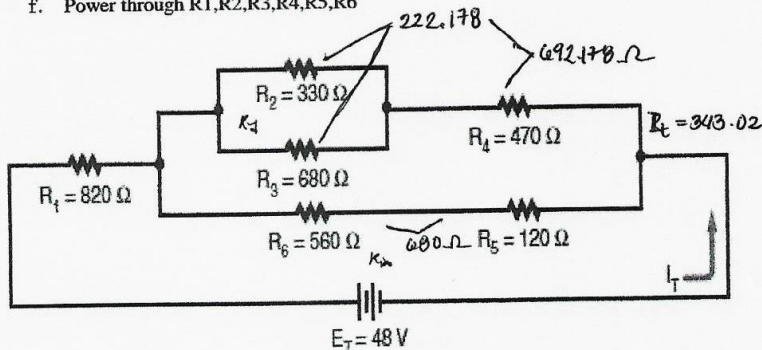 f. Power through R1,R2,R3,R4,R5,R6
222.178
692.178 Ω
R2 = 330 Ω
R3 = 680 Ω
R4 = 470 Ω
Rt = 343.02
R1 = 820 Ω
R6 = 560 Ω
680 Ω
R5 = 120 Ω
IT
ET = 48 V